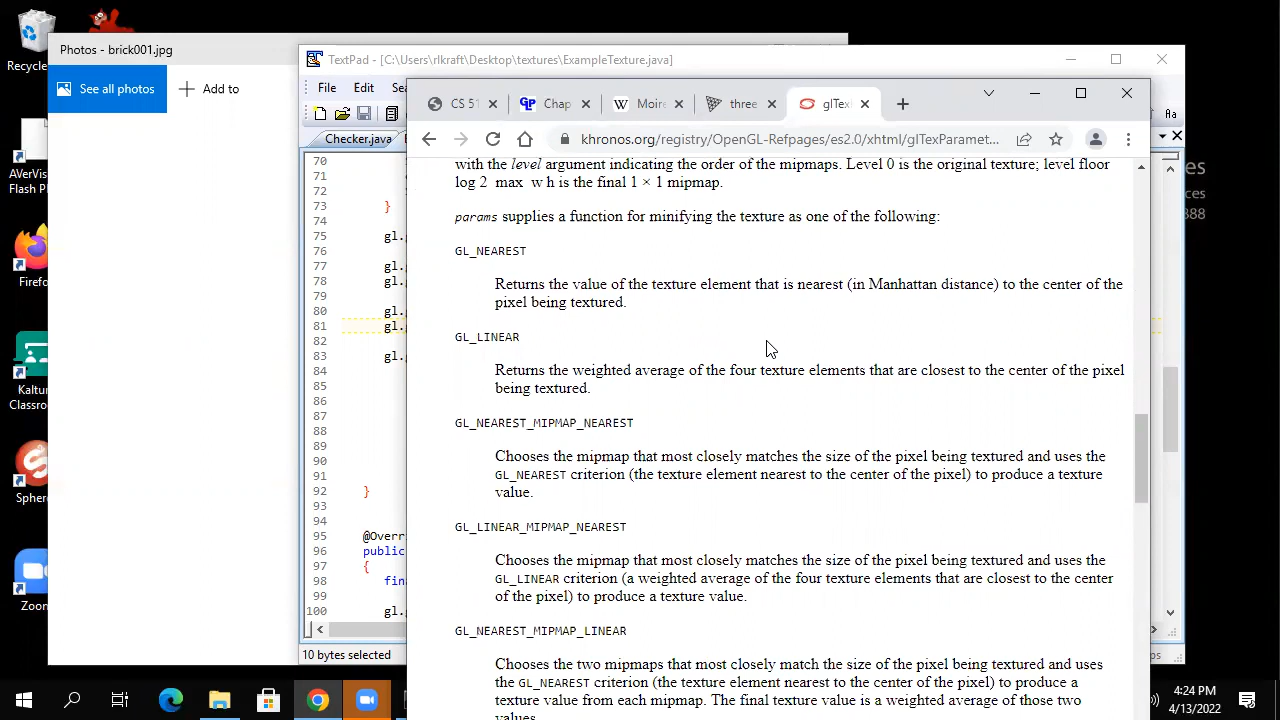 Recycle
Photos - brick001.jpg
See all photos
Add to
TextPad - [C:\Users\rlkraft\Desktop\textures\ExampleTexture.java]
File Edit Sea
Checker.java
CS 51
Chap
Moire
three
glTex
khronos.org/registry/OpenGL-Refpages/es2.0/xhtml/glTexParamet...
with the level argument indicating the order of the mipmaps. Level 0 is the original texture; level floor
log 2 max w h is the final 1 × 1 mipmap.
params supplies a function for minifying the texture as one of the following:
GL_NEAREST
Returns the value of the texture element that is nearest (in Manhattan distance) to the center of the
pixel being textured.
GL_LINEAR
Returns the weighted average of the four texture elements that are closest to the center of the pixel
being textured.
GL_NEAREST_MIPMAP_NEAREST
Chooses the mipmap that most closely matches the size of the pixel being textured and uses the
GL_NEAREST criterion (the texture element nearest to the center of the pixel) to produce a texture
value.
GL_LINEAR_MIPMAP_NEAREST
Chooses the mipmap that most closely matches the size of the pixel being textured and uses the
GL_LINEAR criterion (a weighted average of the four texture elements that are closest to the center
of the pixel) to produce a texture value.
GL_NEAREST_MIPMAP_LINEAR
Chooses the two mipmaps that most closely match the size of the pixel being textured and uses
the GL_NEAREST criterion (the texture element nearest to the center of the pixel) to produce a
texture value from each mipmap. The final texture value is a weighted average of those two
values.
70
71
72
73 }
74
75 gl.g
76
77 gl.g
78 gl.g
79
80 gl.g
81 gl.
82
83 gl.g
84
85
86
87
88
89
90
91
92 }
93
94
95 @Overr
96 public
97 {
98 fina
99
100 gl.g
10 bytes selected
AVerVis
Flash P
Firefo
Kaltur
Classro
Sphere
Zoom
es
ices
888
4:24 PM
4/13/2022